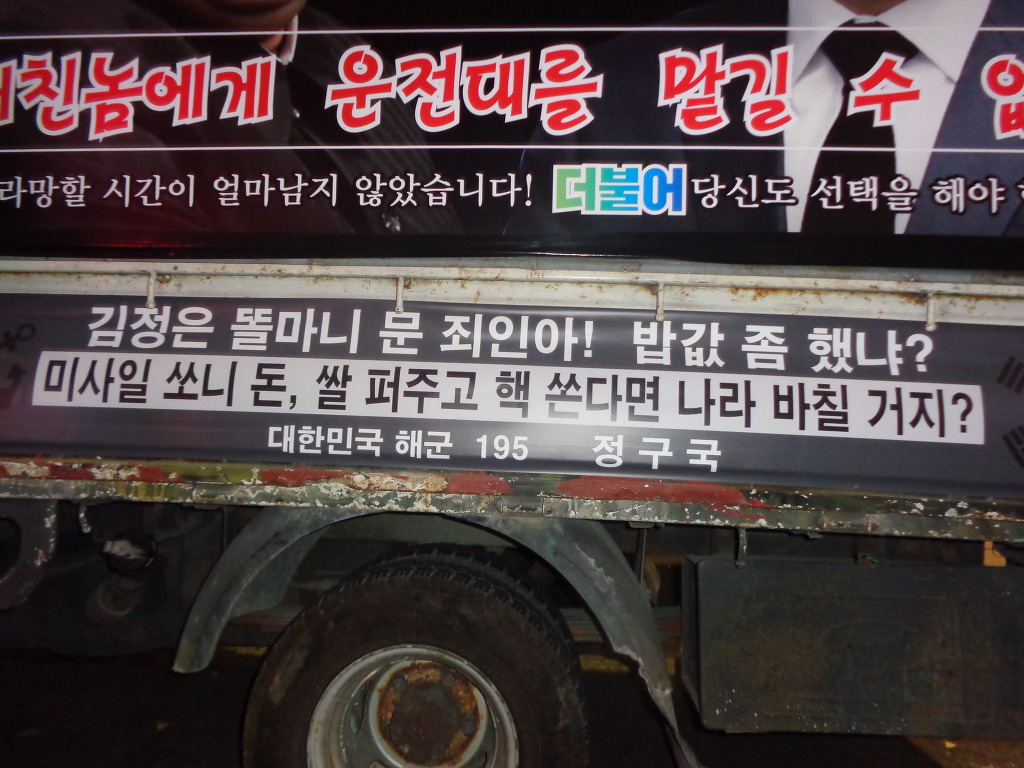 친놈에게 운전대를 맡길 수
라망할 시간이 얼마남지 않았습니다! 더불어 당신도 선택을 해야
김정은 똘마니 문 죄인아! 밥값 좀 했냐?
미사일 쏘니 돈, 쌀 퍼주고 핵 쏜다면 나라 바칠 거지?
대한민국 해군 195 정구국